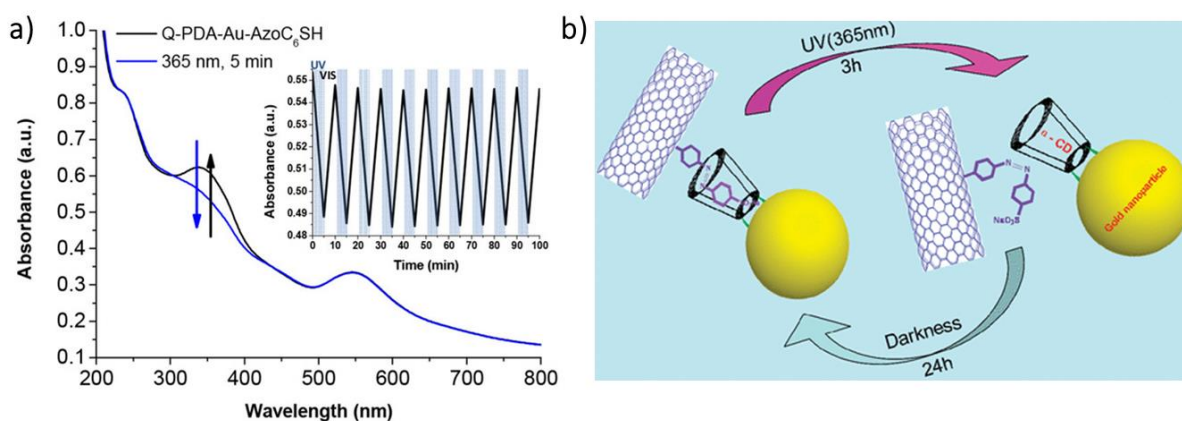 a)
Q-PDA-Au-AzoC₆SH
365 nm, 5 min
Absorbance (a.u.)
1.0
0.9
0.8
0.7
0.6
0.5
0.4
0.3
0.2
0.1
200 300 400 500 600 700 800
Wavelength (nm)
UV
VIS
Absorbance (a.u.)
0.55
0.54
0.53
0.52
0.51
0.50
0.49
0.48
0 10 20 30 40 50 60 70 80 90 100
Time (min)
b)
UV(365nm)
3h
α - CD
N=N
NaO₃S
Gold nanoparticle
Darkness
24h